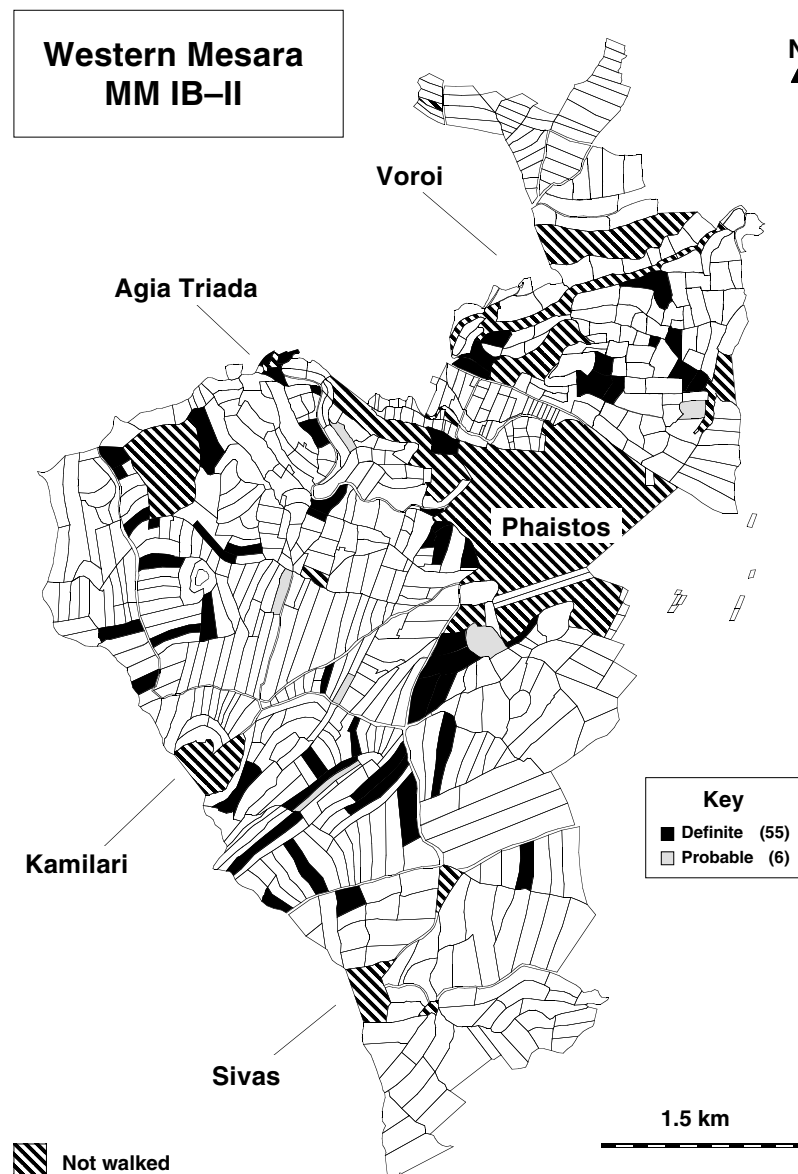 Western Mesara
MM IB–II
N
Voroi
Agia Triada
Phaistos
Key
Definite (55)
Probable (6)
Kamilari
Sivas
1.5 km
Not walked